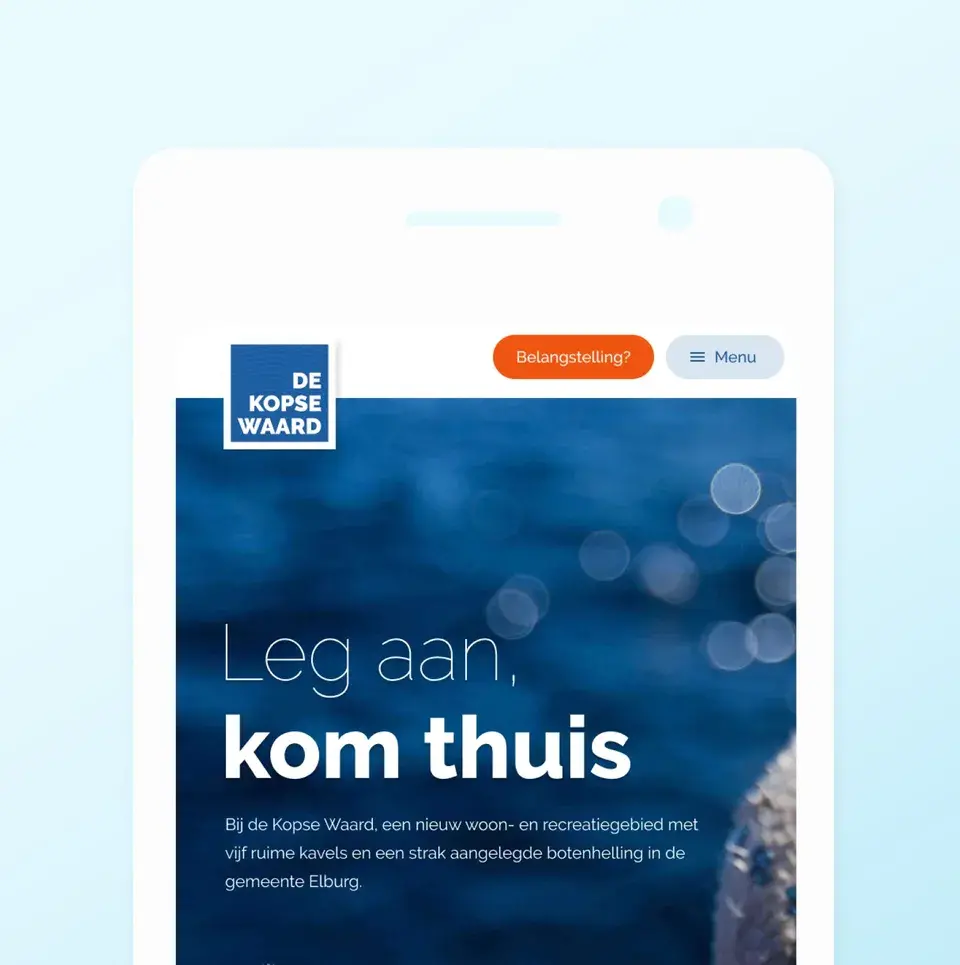 DE
KOPSE
WAARD
Belangstelling?
Menu
Leg aan,
kom thuis
Bij de Kopse Waard, een nieuw woon- en recreatiegebied met
vijf ruime kavels en een strak aangelegde botenhelling in de
gemeente Elburg.